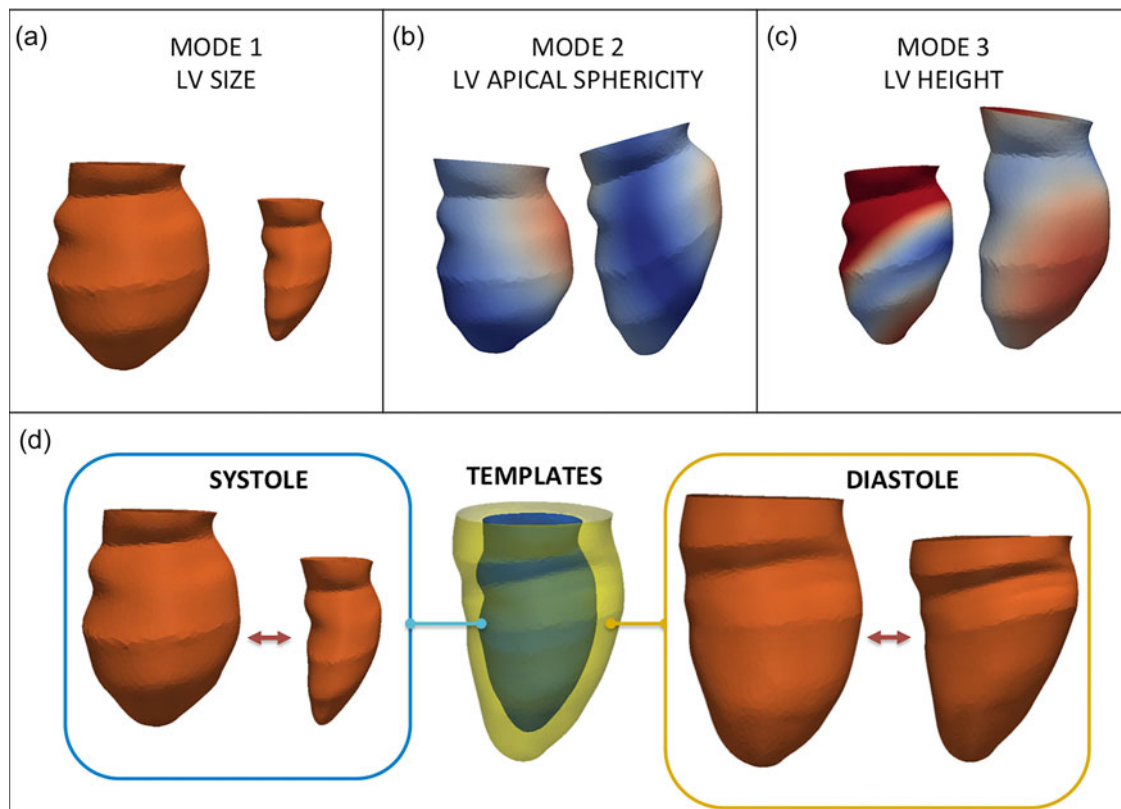 (a)
MODE 1
LV SIZE
(b)
MODE 2
LV APICAL SPHERICITY
(c)
MODE 3
LV HEIGHT
(d)
SYSTOLE
TEMPLATES
DIASTOLE